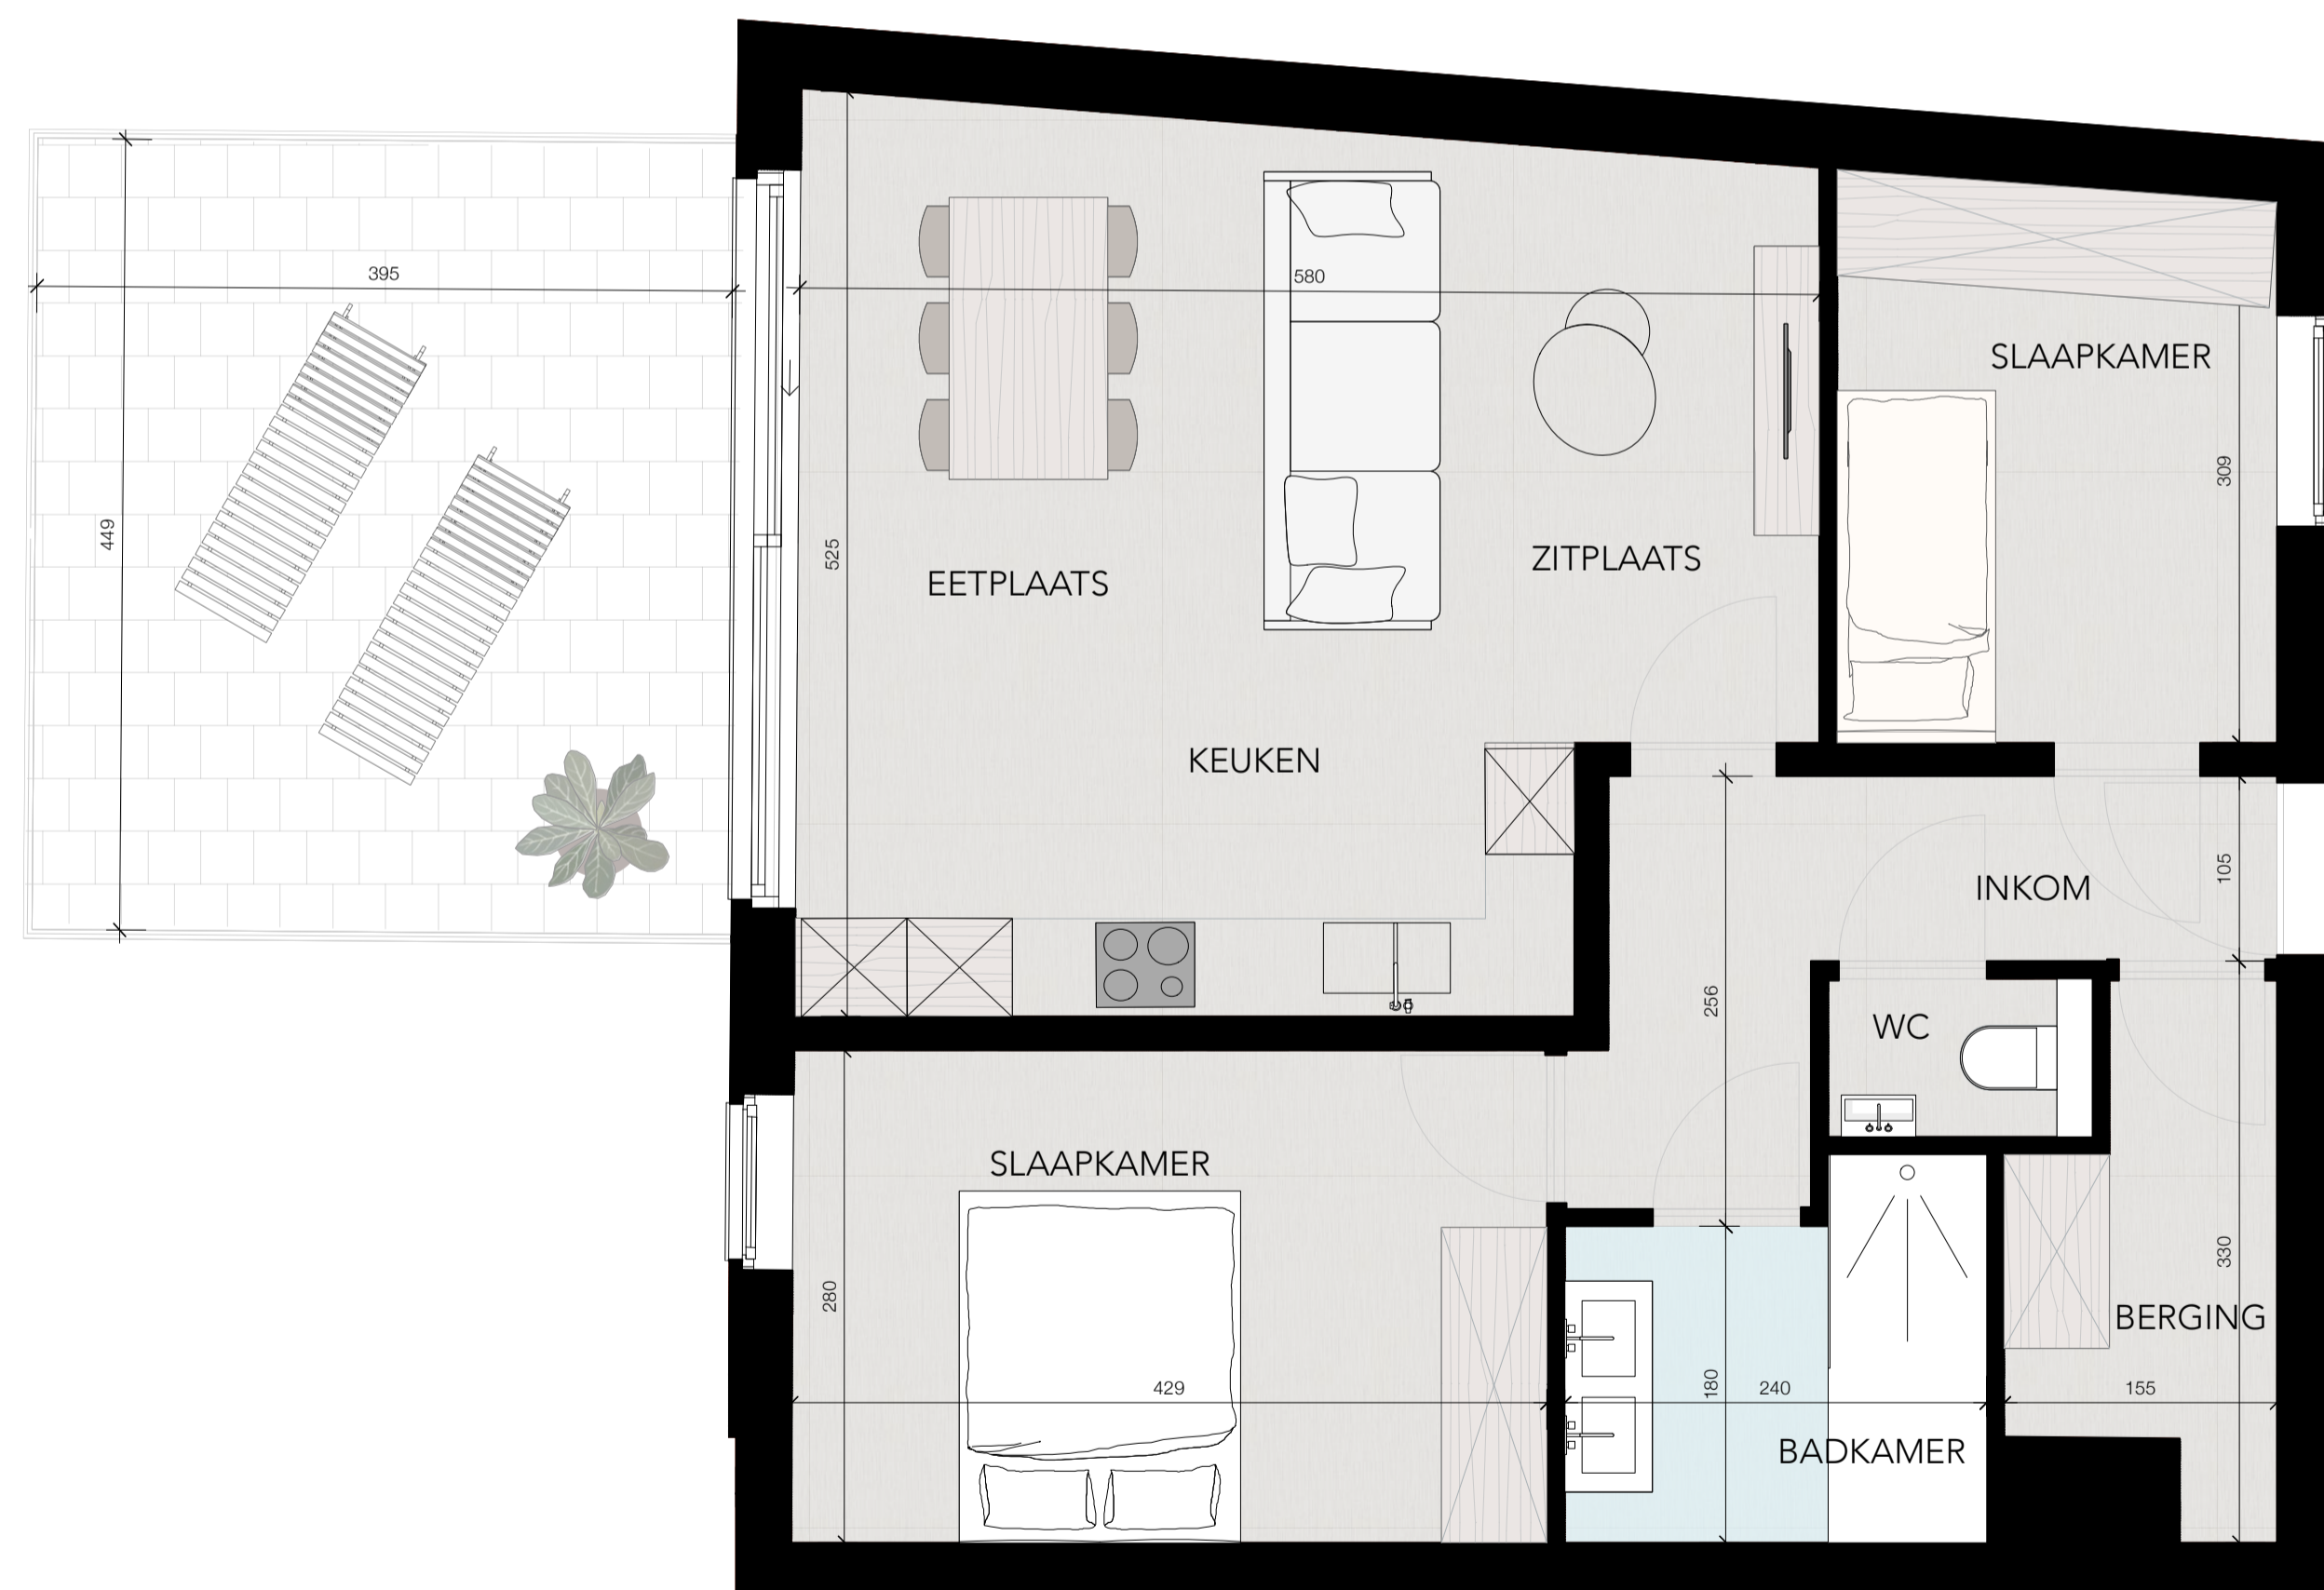 395
580
SLAAPKAMER
309
449
525
EETPLAATS
ZITPLAATS
KEUKEN
105
INKOM
256
WC
SLAAPKAMER
280
330
BERGING
429
180
240
155
BADKAMER